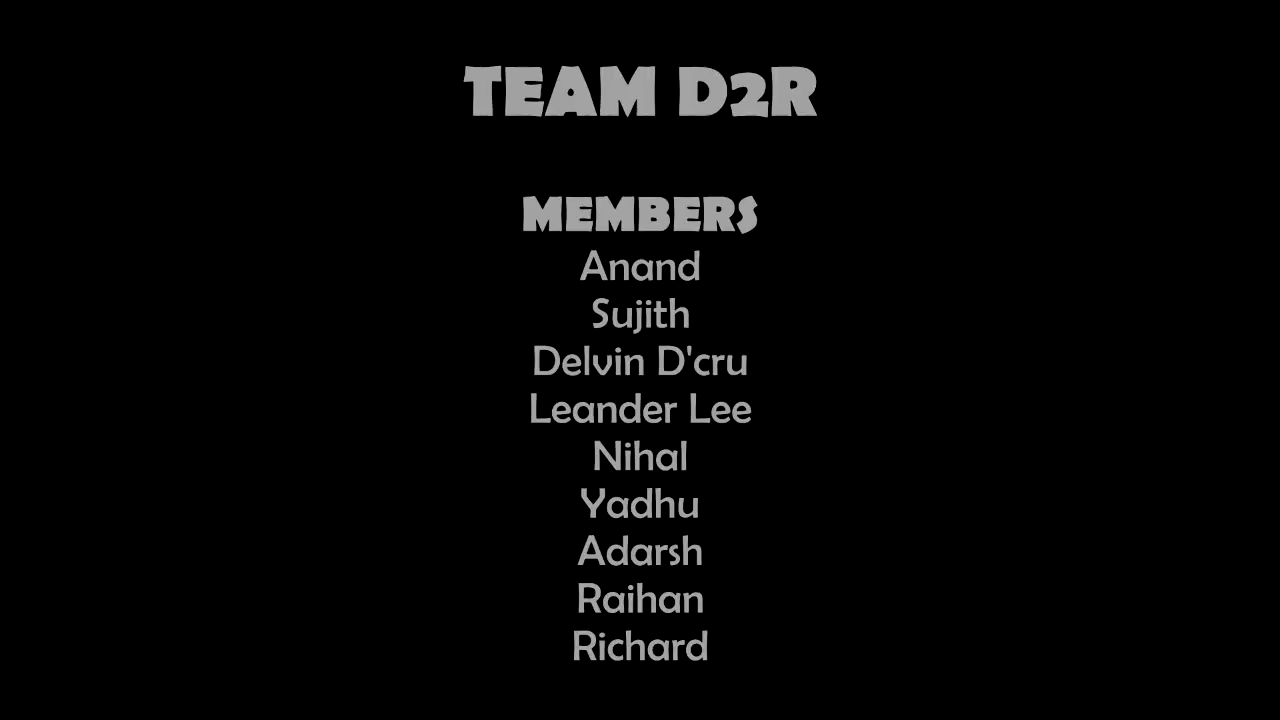 TEAM D2R
MEMBERS
Anand
Sujith
Delvin D'cru
Leander Lee
Nihal
Yadhu
Adarsh
Raihan
Richard